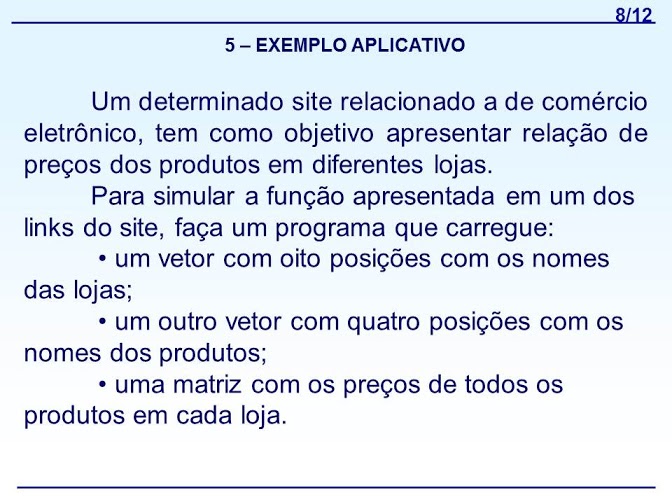 8/12
5 – EXEMPLO APLICATIVO
Um determinado site relacionado a de comércio
eletrônico, tem como objetivo apresentar relação de
preços dos produtos em diferentes lojas.
Para simular a função apresentada em um dos
links do site, faça um programa que carregue:
• um vetor com oito posições com os nomes
das lojas;
• um outro vetor com quatro posições com os
nomes dos produtos;
• uma matriz com os preços de todos os
produtos em cada loja.